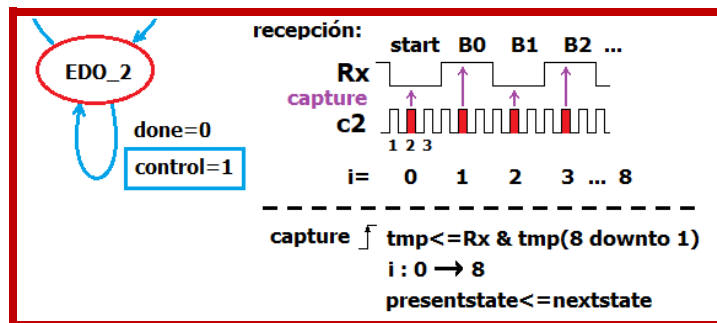 recepción:
start B0 B1 B2 ...
EDO_2
Rx
capture
c2
done=0
1 2 3
control=1
i= 0 1 2 3 ... 8
capture tmp<=Rx & tmp(8 downto 1)
i : 0 → 8
presentstate<=nextstate